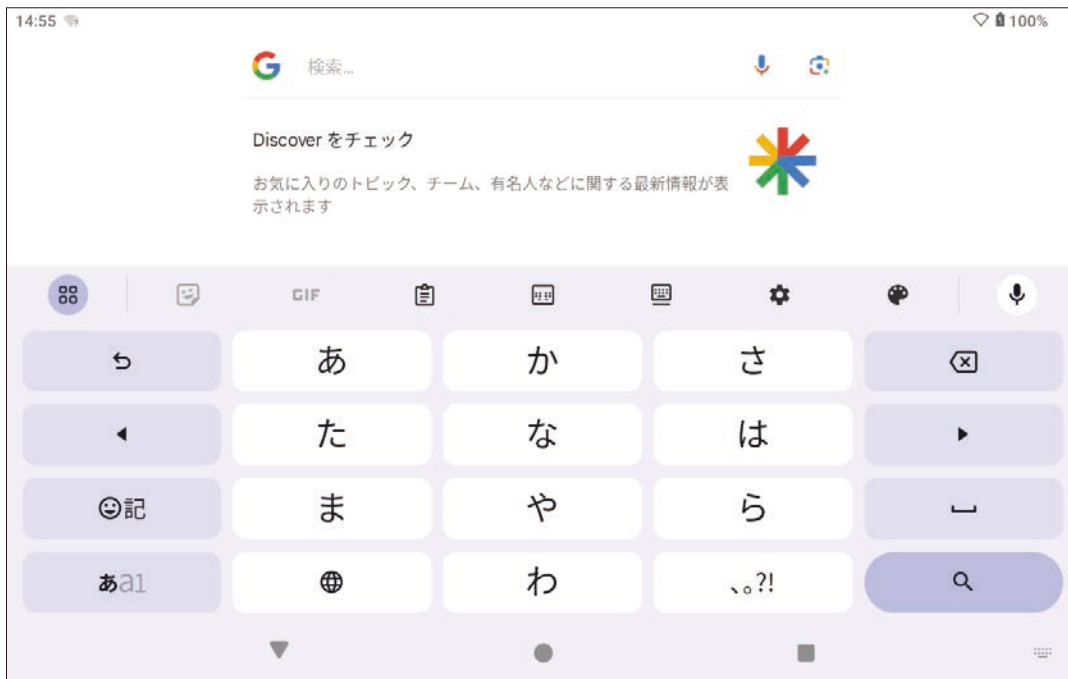 14:55
100%
検索...
Discover をチェック
お気に入りのトピック、チーム、有名人などに関する最新情報が表
示されます
GIF
あ か さ
た な は
記 ま や ら
あa1 わ 、。?!